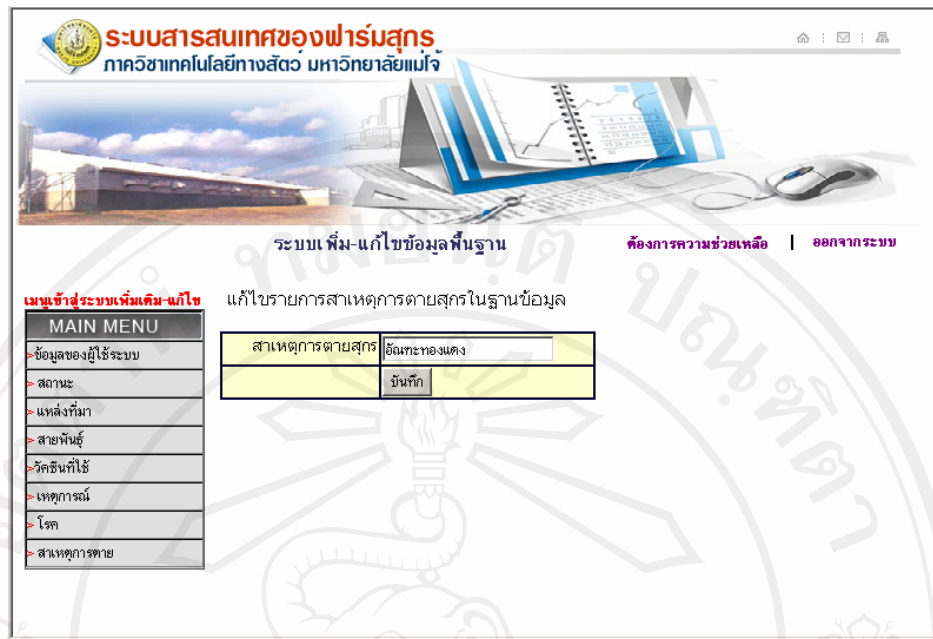 ระบบสารสนเทศของฟาร์มสุกร
ภาควิชาเทคโนโลยีทางสัตว์ มหาวิทยาลัยแม่โจ้
ระบบเพิ่ม-แก้ไขข้อมูลพื้นฐาน
ต้องการความช่วยเหลือ | ออกจากระบบ
เมนูเข้าสู่ระบบเพิ่มเติม-แก้ไข
แก้ไขรายการสาเหตุการตายสุกรในฐานข้อมูล
MAIN MENU
>ข้อมูลของผู้ใช้ระบบ
> สถานะ
> แหล่งที่มา
> สายพันธุ์
>วัคซีนที่ใช้
> เหตุการณ์
> โรค
> สาเหตุการตาย
สาเหตุการตายสุกร อัณฑะทองแดง
บันทึก